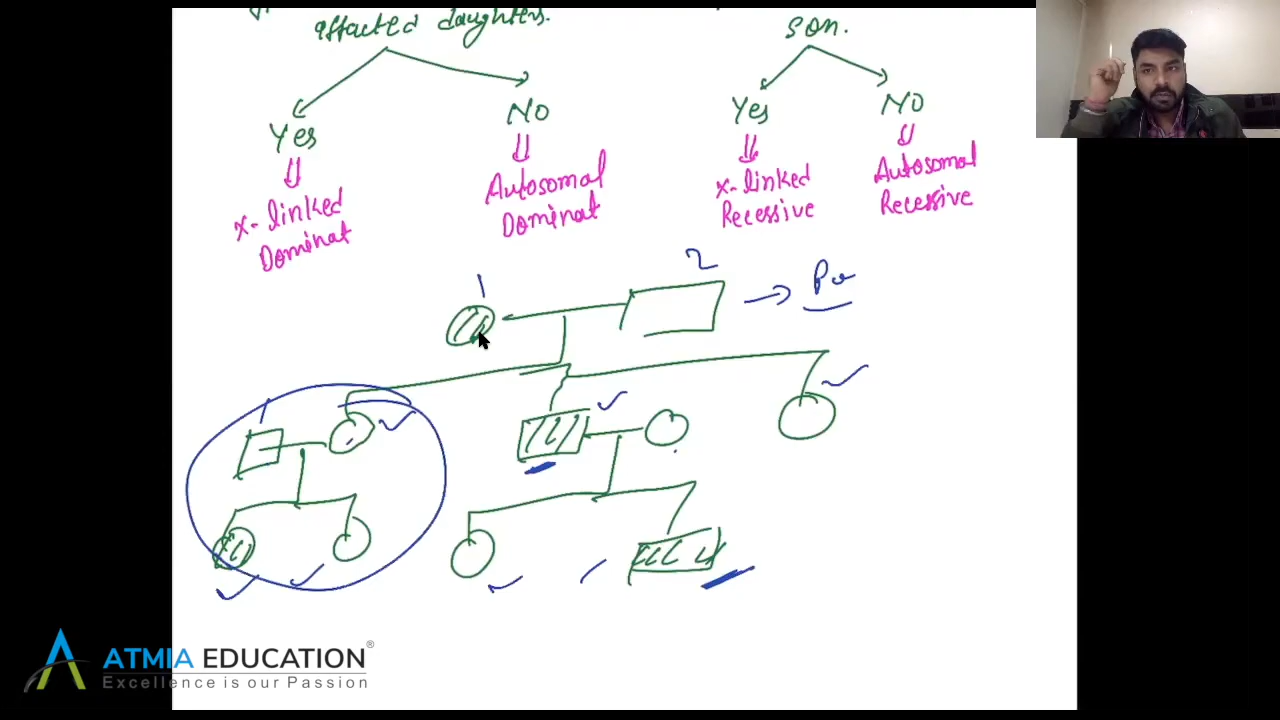 affected daughters.
son.
Yes
NO
Yes
NO
x-linked
Dominat
Autosomal
Dominat
x-linked
Recessive
Autosomal
Recessive
1
2
ATMIA EDUCATION®
Excellence is our Passion